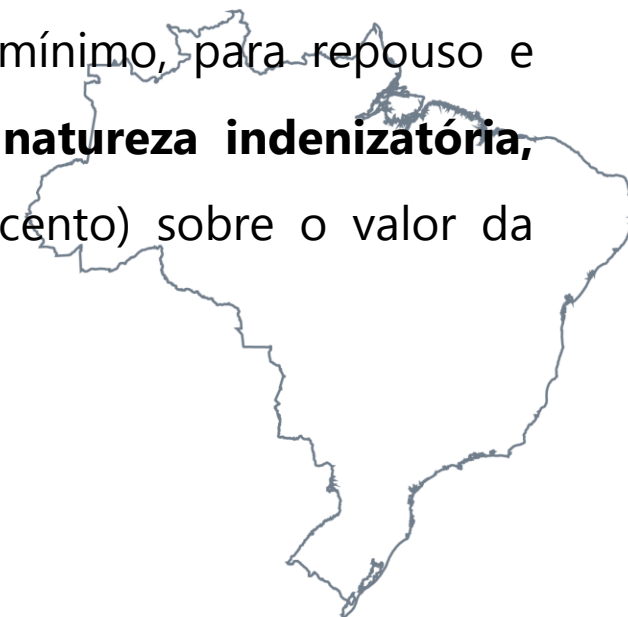 mínimo, para repouso e
natureza indenizatória,
cento) sobre o valor da